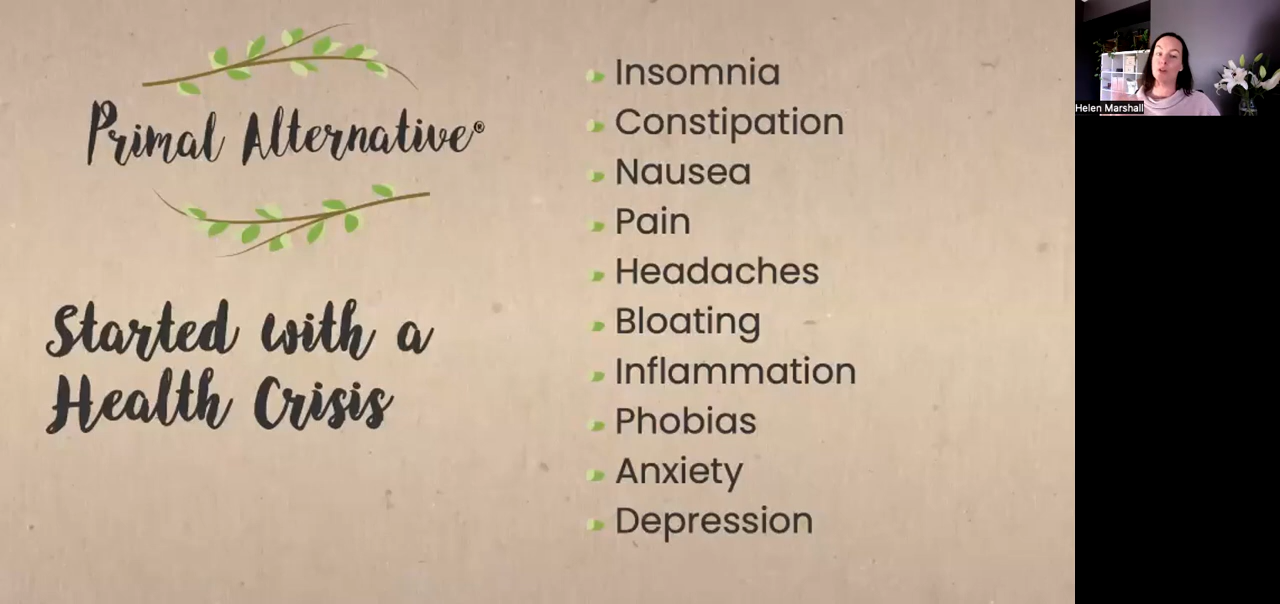 Primal Alternative®
Started with a
Health Crisis
Insomnia
Constipation
Nausea
Pain
Headaches
Bloating
Inflammation
Phobias
Anxiety
Depression
Helen Marshall